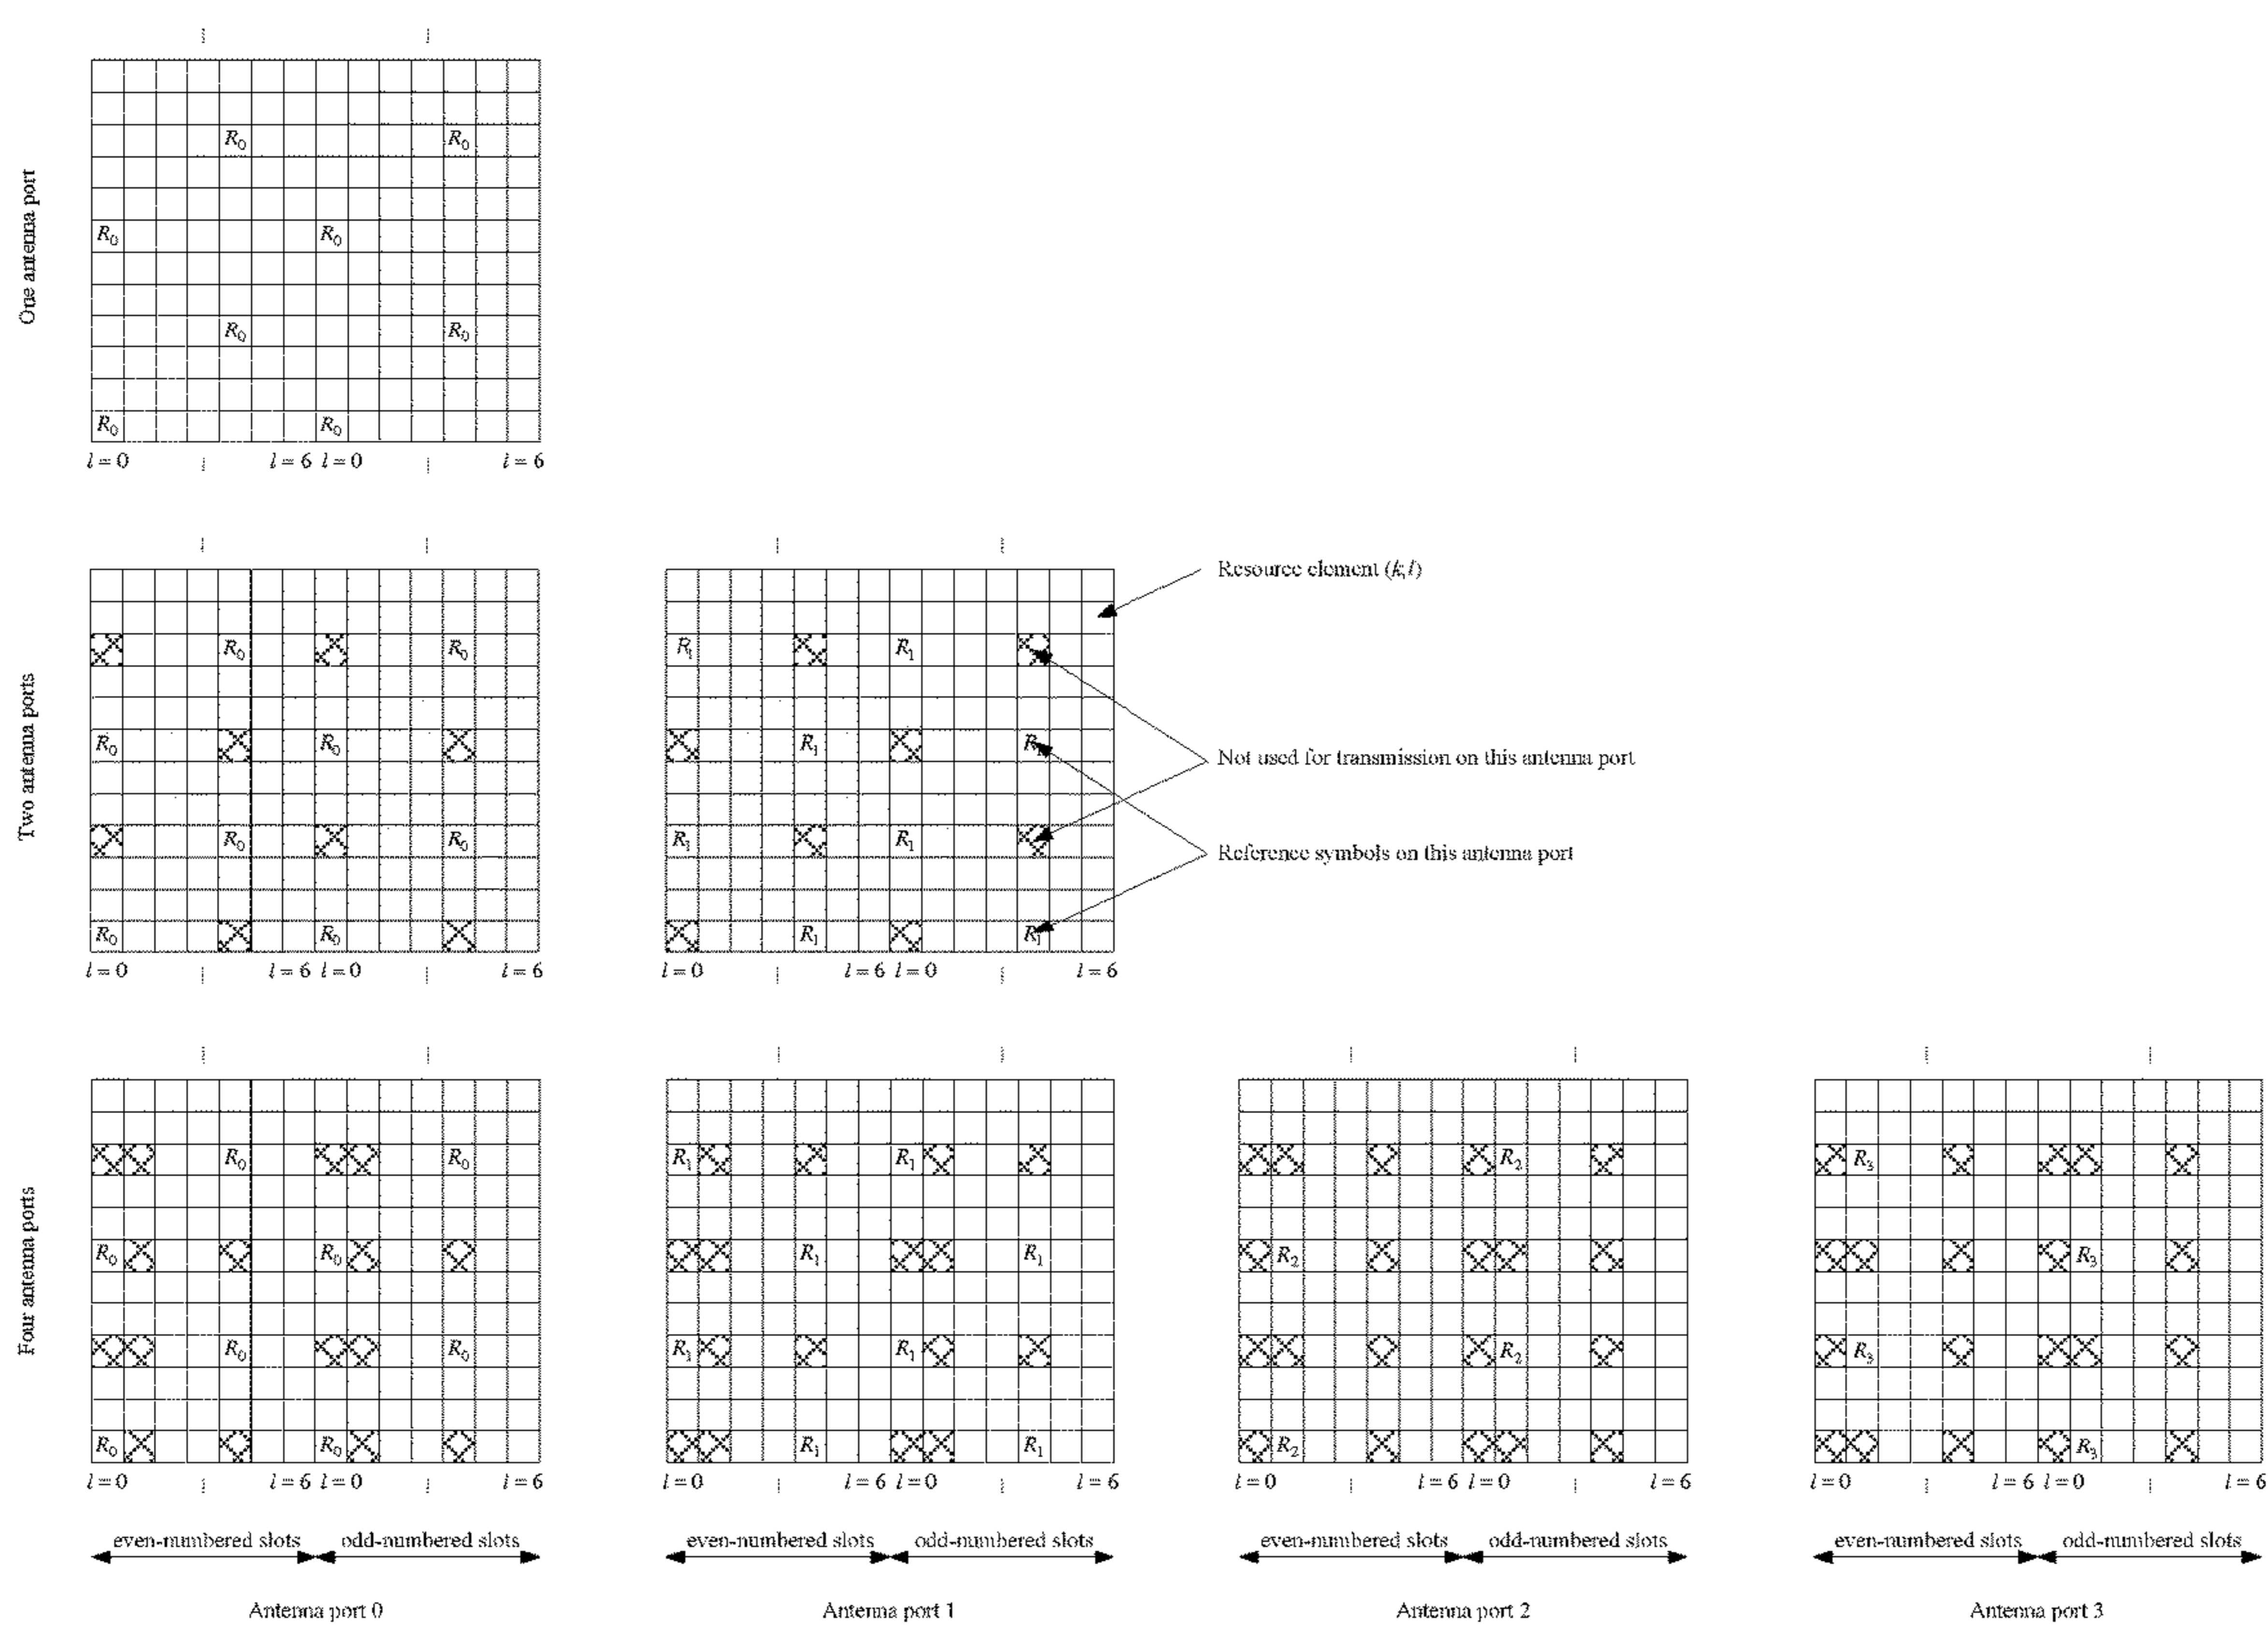 One antenna port
R0 R0
R0 R0
R0 R0
R0 R0
l = 0 l = 6 l = 0 l = 6
Two antenna ports
R0 R0
R0 R0
R0 R0
R0 R0
l = 0 l = 6 l = 0 l = 6
R1 R1
R1 R1
R1 R1
R1 R1
l = 0 l = 6 l = 0 l = 6
Resource element (k,l)
Not used for transmission on this antenna port
Reference symbols on this antenna port
Four antenna ports
R0 R0
R0 R0
R0 R0
R0 R0
l = 0 l = 6 l = 0 l = 6
even-numbered slots odd-numbered slots
Antenna port 0
R1 R1
R1 R1
R1 R1
R1 R1
l = 0 l = 6 l = 0 l = 6
even-numbered slots odd-numbered slots
Antenna port 1
R2
R2
R2
R2
l = 0 l = 6 l = 0 l = 6
even-numbered slots odd-numbered slots
Antenna port 2
R3
R3
R3
R3
l = 0 l = 6 l = 0 l = 6
even-numbered slots odd-numbered slots
Antenna port 3